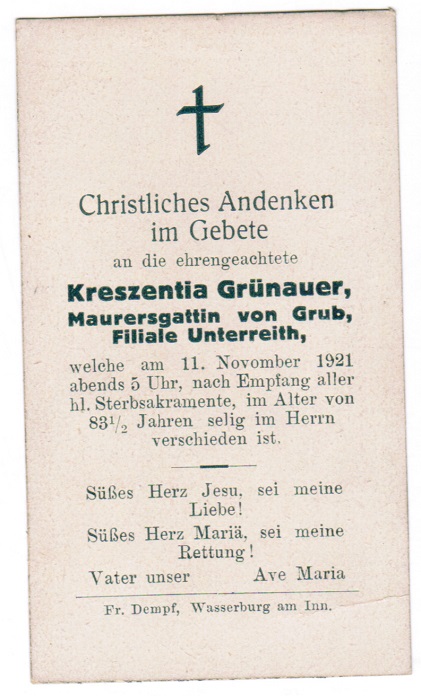 Christliches Andenken
im Gebete
an die ehrengeachtete
Kreszentia Grünauer,
Maurersgattin von Grub,
Filiale Unterreith,
welche am 11. November 1921
abends 5 Uhr, nach Empfang aller
hl. Sterbsakramente, im Alter von
83½ Jahren selig im Herrn
verschieden ist.
Süßes Herz Jesu, sei meine
Liebe!
Süßes Herz Mariä, sei meine
Rettung!
Vater unser Ave Maria
Fr. Dempf, Wasserburg am Inn.